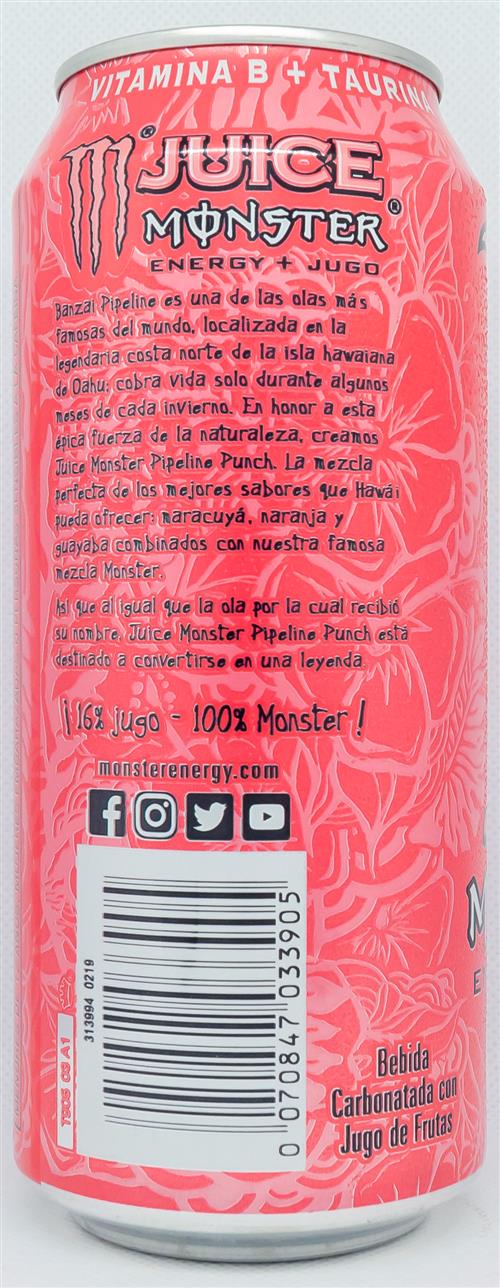 VITAMINA B + TAURINA
JUICE
MONSTER
ENERGY + JUGO
Banzai Pipeline es una de las olas más
famosas del mundo, localizada en la
legendaria costa norte de la isla hawaiana
de Oahu; cobra vida solo durante algunos
meses de cada invierno. En honor a esta
épica fuerza de la naturaleza, creamos
Juice Monster Pipeline Punch. La mezcla
perfecta de los mejores sabores que Hawái
pueda ofrecer: maracuyá, naranja y
guayaba combinados con nuestra famosa
mezcla Monster.
Así que al igual que la ola por la cual recibió
su nombre, Juice Monster Pipeline Punch está
destinado a convertirse en una leyenda.
¡16% jugo - 100% Monster!
monsterenergy.com
313994 0219
0 070847 033905
T906 03 A1
Bebida
Carbonatada con
Jugo de Frutas